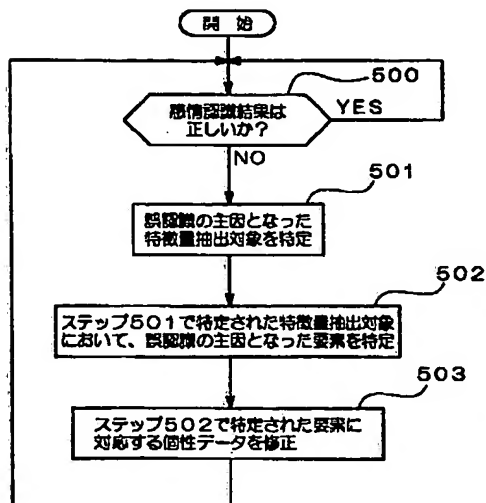 開 始
500
感情認識結果は
正しいか？
YES
NO
501
誤認識の主因となった
特徴量抽出対象を特定
502
ステップ501で特定された特徴量抽出対象
において、誤認識の主因となった要素を特定
503
ステップ502で特定された要素に
対応する個性データを修正